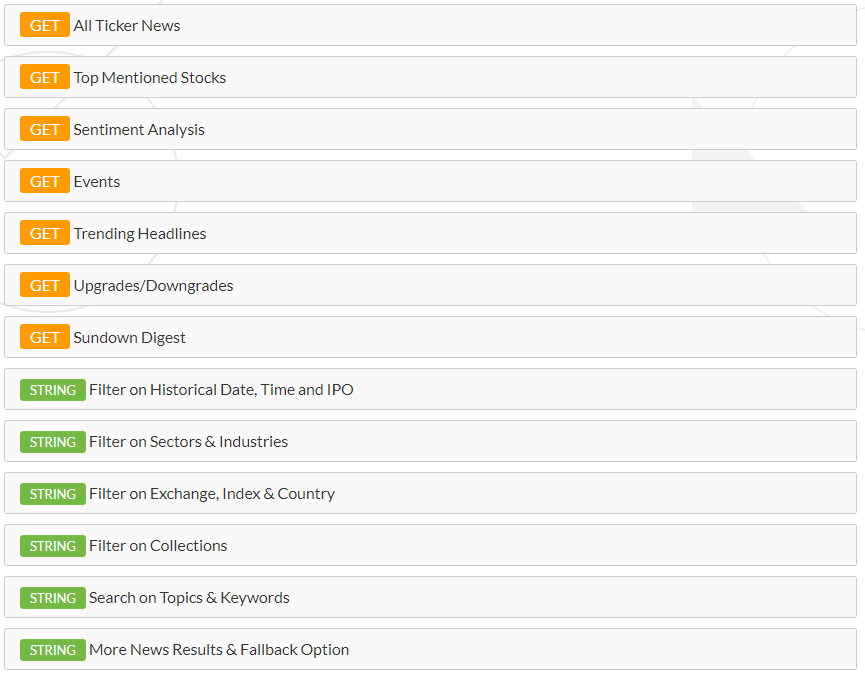 GET All Ticker News
GET Top Mentioned Stocks
GET Sentiment Analysis
GET Events
GET Trending Headlines
GET Upgrades/Downgrades
GET Sundown Digest
STRING Filter on Historical Date, Time and IPO
STRING Filter on Sectors & Industries
STRING Filter on Exchange, Index & Country
STRING Filter on Collections
STRING Search on Topics & Keywords
STRING More News Results & Fallback Option